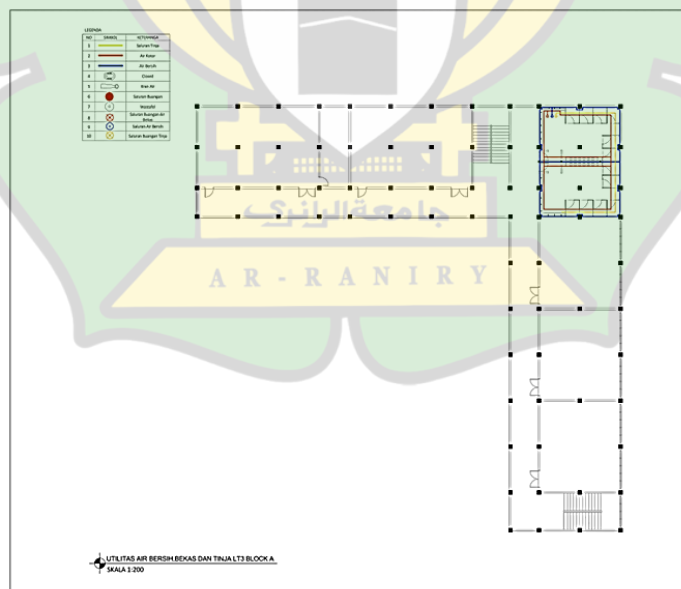 LEGENDA
NO SIMBOL KETERANGAN
1 Saluran Tinja
2 Air Kotor
3 Air Bersih
4 Closed
5 Kran Air
6 Saluran Buangan
7 Wastafel
8 Saluran Buangan Air Bekas
9 Saluran Air Bersih
10 Saluran Buangan Tinja
جامعة الرانري
AR-RANIRY
UTILITAS AIR BERSIH,BEKAS DAN TINJA LT3 BLOCK A
SKALA 1:200